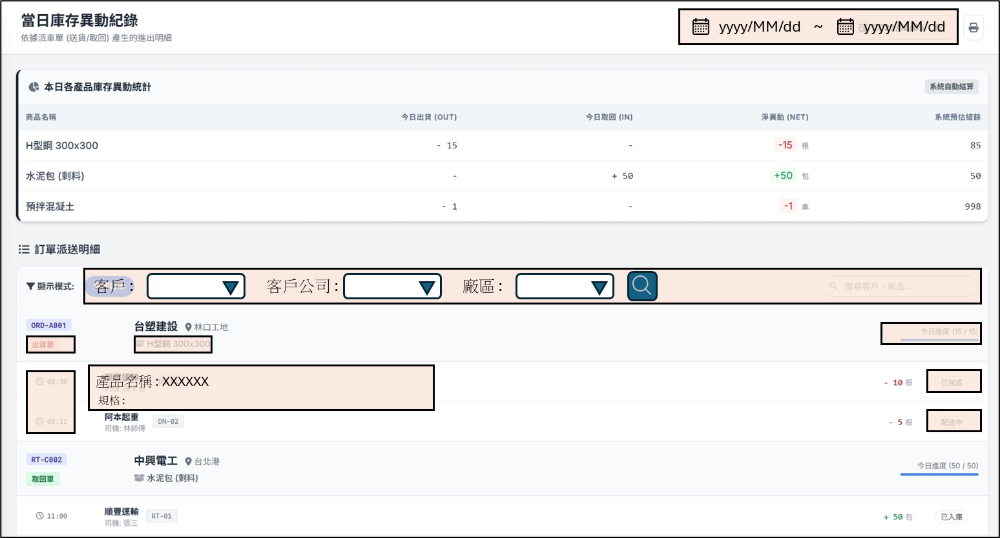 當日庫存異動紀錄
依據派車單 (送貨/取回) 產生的進出明細
yyyy/MM/dd ~ yyyy/MM/dd
本日各產品庫存異動統計
系統自動結算
商品名稱 今日出貨 (OUT) 今日取回 (IN) 淨異動 (NET) 系統預估結餘
H型鋼 300x300 - 15 - -15 根 85
水泥包 (剩料) - + 50 +50 包 50
預拌混凝土 - 1 - -1 車 998
訂單派送明細
顯示模式: 客戶: 客戶公司: 廠區: 搜尋客戶、商品...
ORD-A001 台塑建設 林口工地
今日進度 (15 / 15)
出貨單 H型鋼 300x300
08:30 產品名稱:XXXXXX - 10 根 已完成
規格:
09:15 阿本起重 DN-02 - 5 根 配送中
司機: 林師傅
RT-C002 中興電工 台北港
今日進度 (50 / 50)
取回單 水泥包 (剩料)
11:00 順豐運輸 RT-01 + 50 包 已入庫
司機: 張三